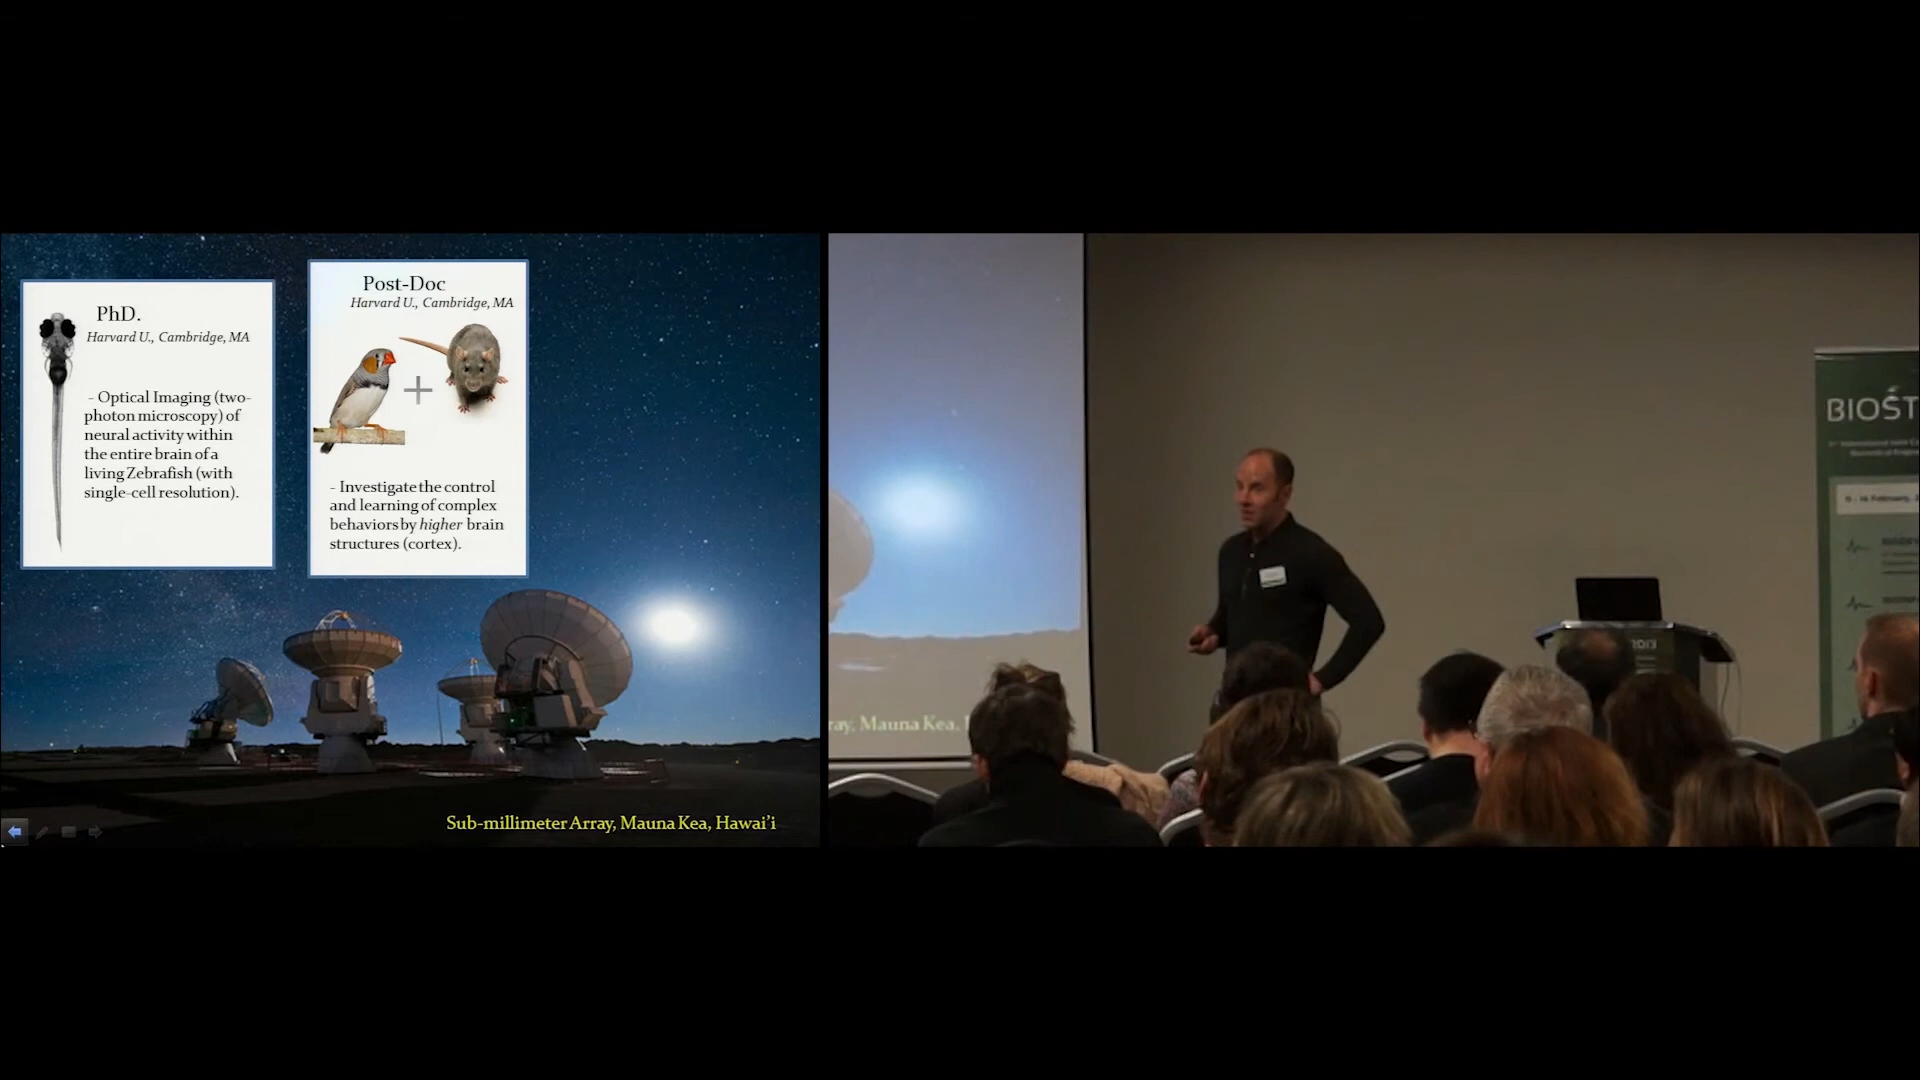 PhD.
Harvard U., Cambridge, MA
- Optical Imaging (two-
photon microscopy) of
neural activity within
the entire brain of a
living Zebrafish (with
single-cell resolution).
Post-Doc
Harvard U., Cambridge, MA
+
- Investigate the control
and learning of complex
behaviors by higher brain
structures (cortex).
Sub-millimeter Array, Mauna Kea, Hawai'i
ray, Mauna Kea,
BIOST
2013